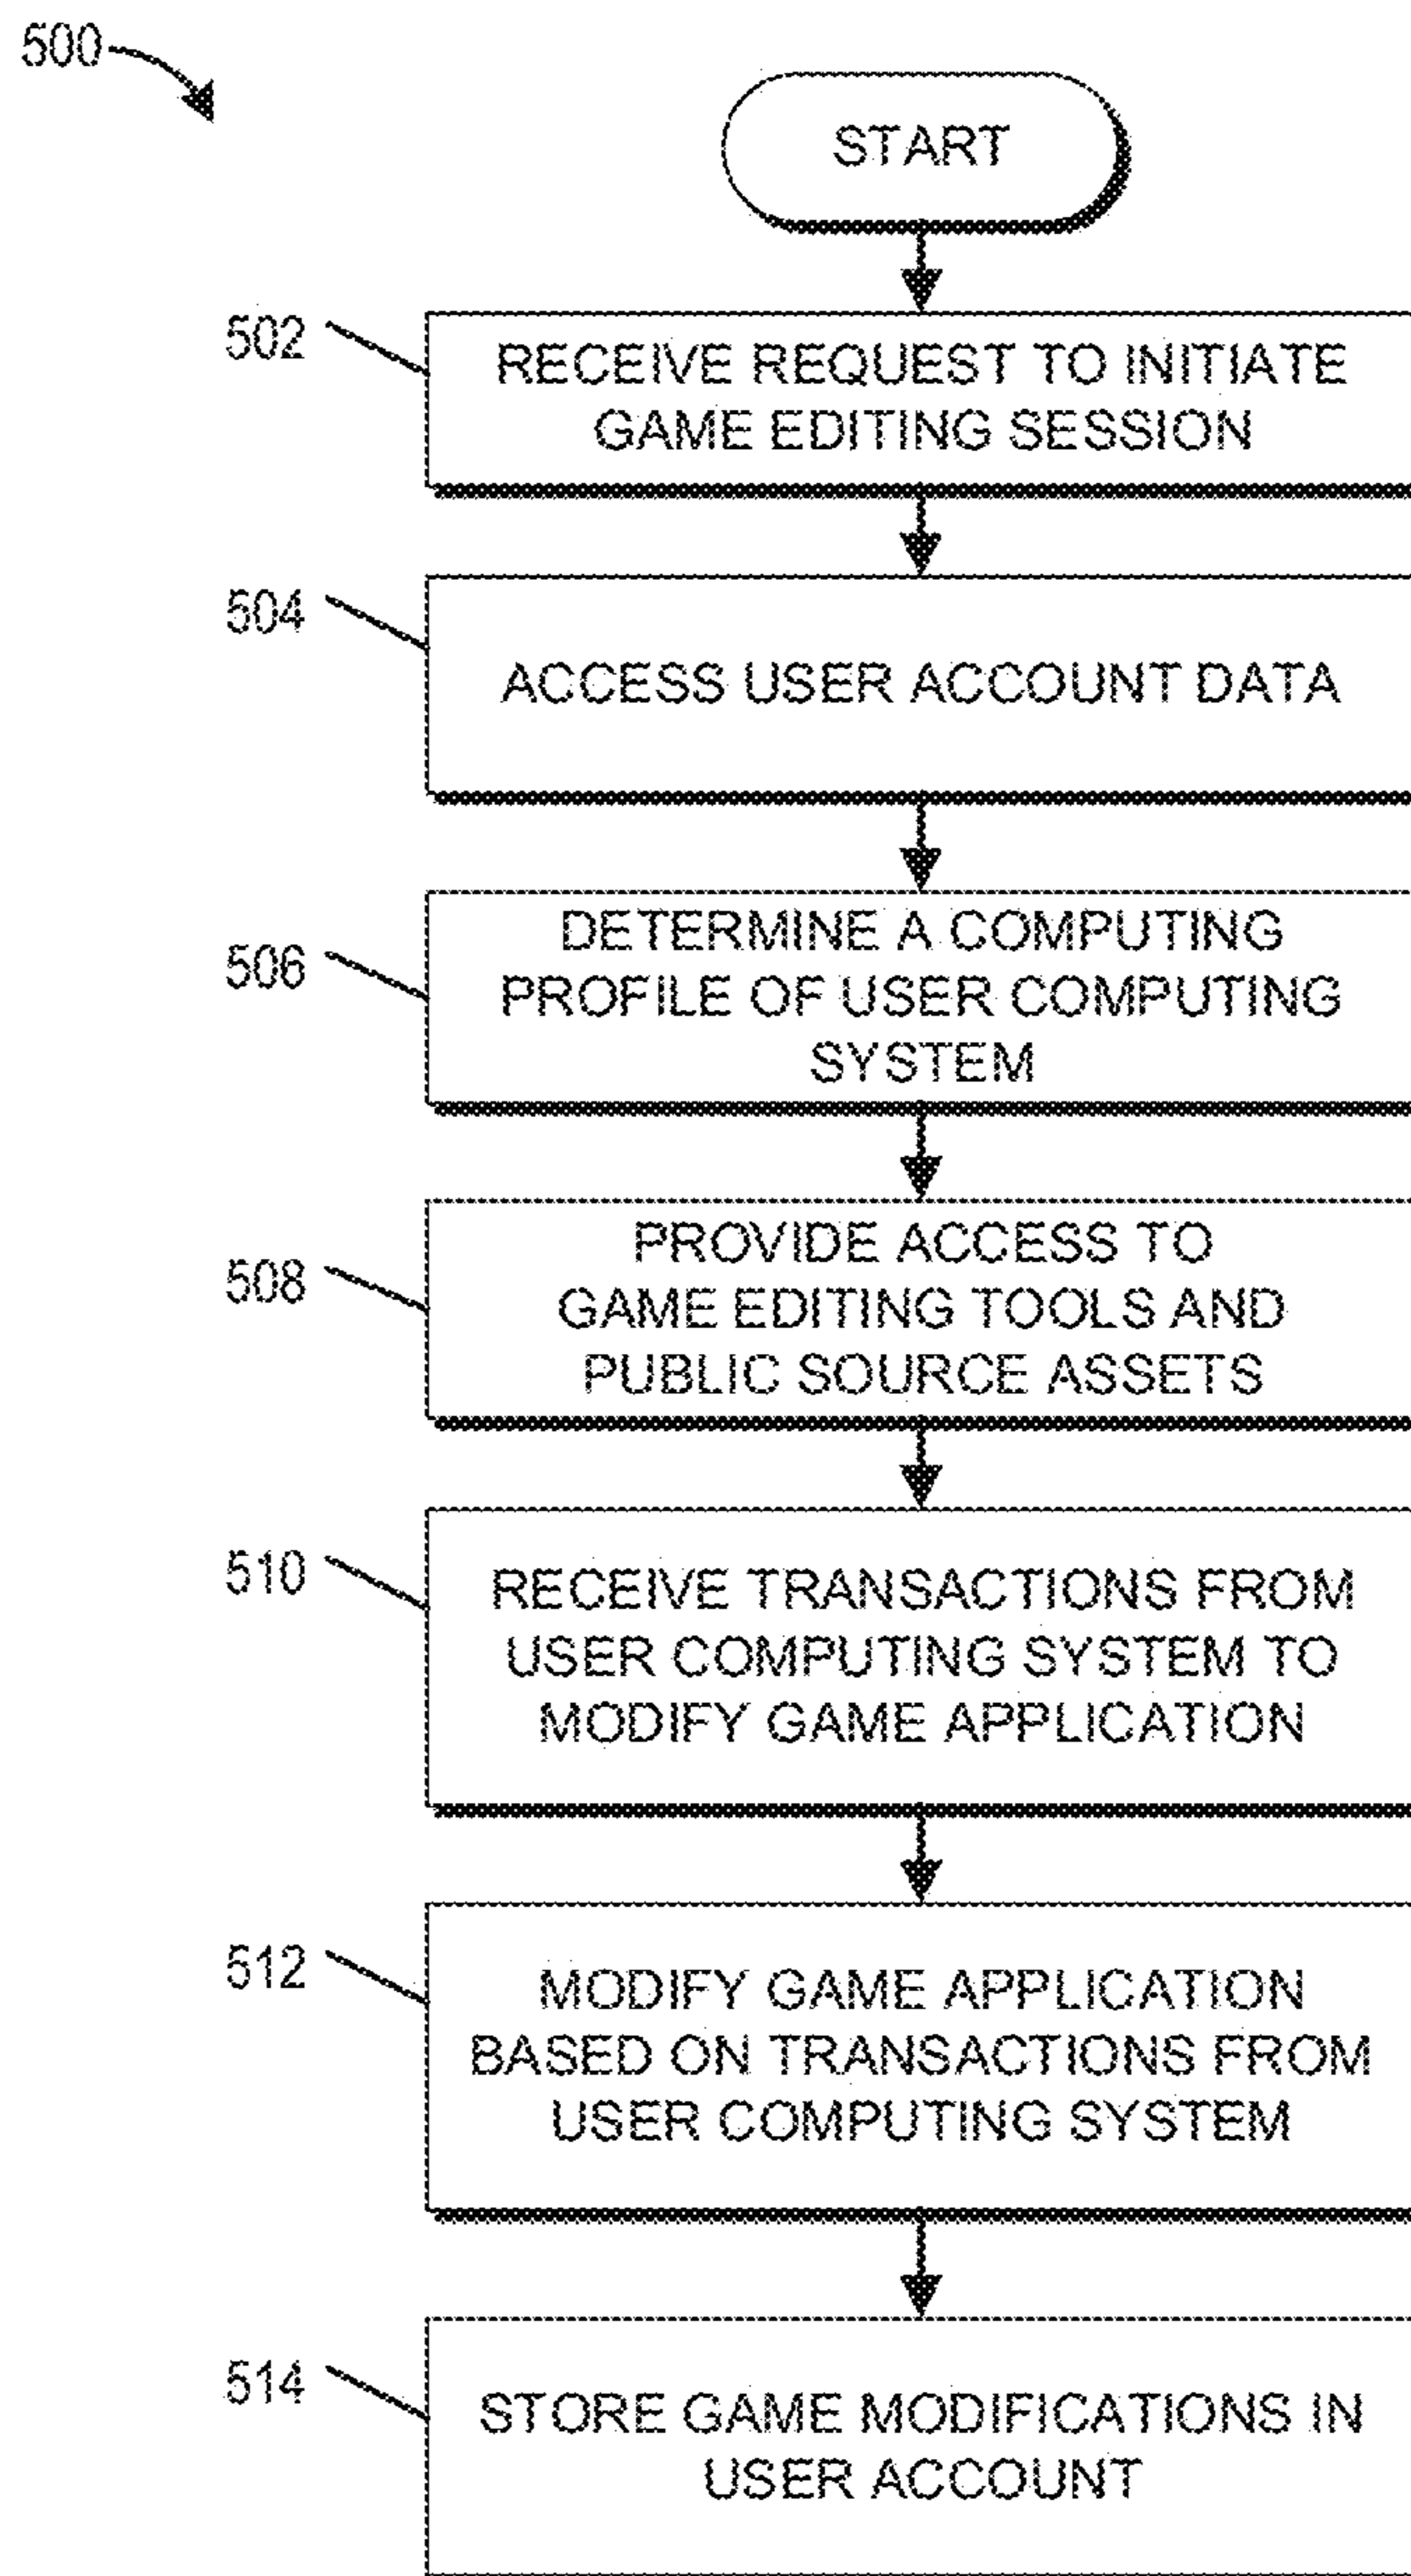 500
START
502
RECEIVE REQUEST TO INITIATE
GAME EDITING SESSION
504
ACCESS USER ACCOUNT DATA
506
DETERMINE A COMPUTING
PROFILE OF USER COMPUTING
SYSTEM
508
PROVIDE ACCESS TO
GAME EDITING TOOLS AND
PUBLIC SOURCE ASSETS
510
RECEIVE TRANSACTIONS FROM
USER COMPUTING SYSTEM TO
MODIFY GAME APPLICATION
512
MODIFY GAME APPLICATION
BASED ON TRANSACTIONS FROM
USER COMPUTING SYSTEM
514
STORE GAME MODIFICATIONS IN
USER ACCOUNT